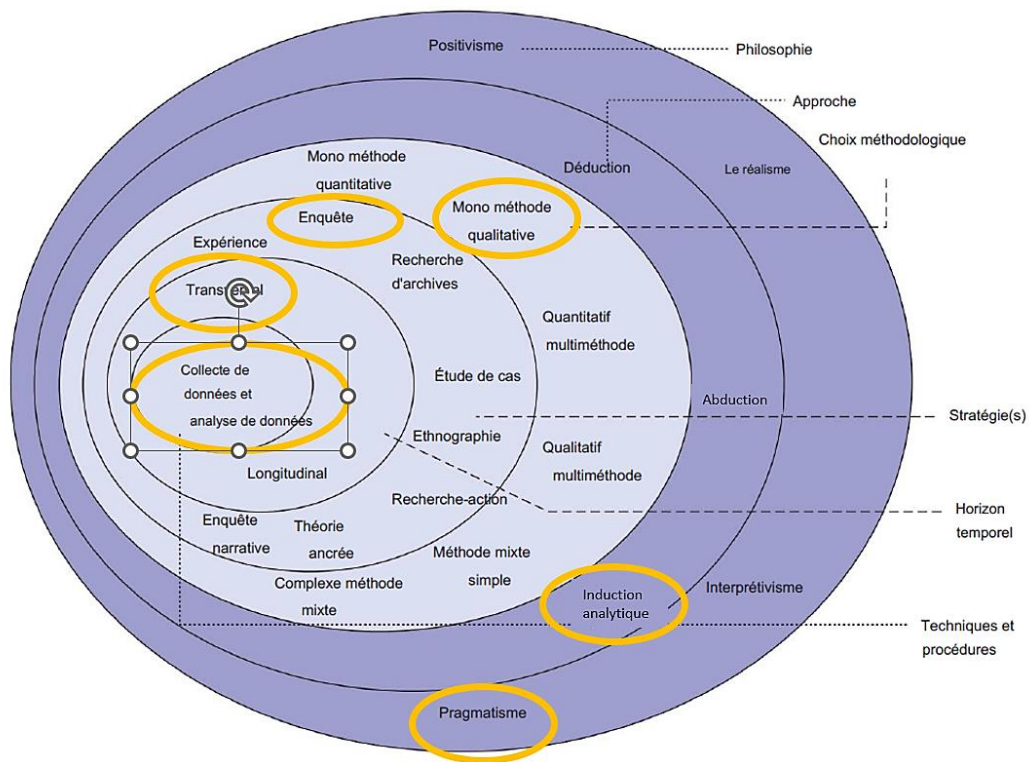 Positivisme
Philosophie
Approche
Choix méthodologique
Mono méthode
quantitative
Déduction
Le réalisme
Enquête
Mono méthode
qualitative
Expérience
Recherche
d'archives
Quantitatif
multiméthode
Collecte de
données et
analyse de données
Étude de cas
Abduction
Stratégie(s)
Ethnographie
Qualitatif
multiméthode
Longitudinal
Recherche-action
Horizon
temporel
Enquête
narrative
Théorie
ancrée
Méthode mixte
simple
Complexe méthode
mixte
Induction
analytique
Interprétivisme
Techniques et
procédures
Pragmatisme